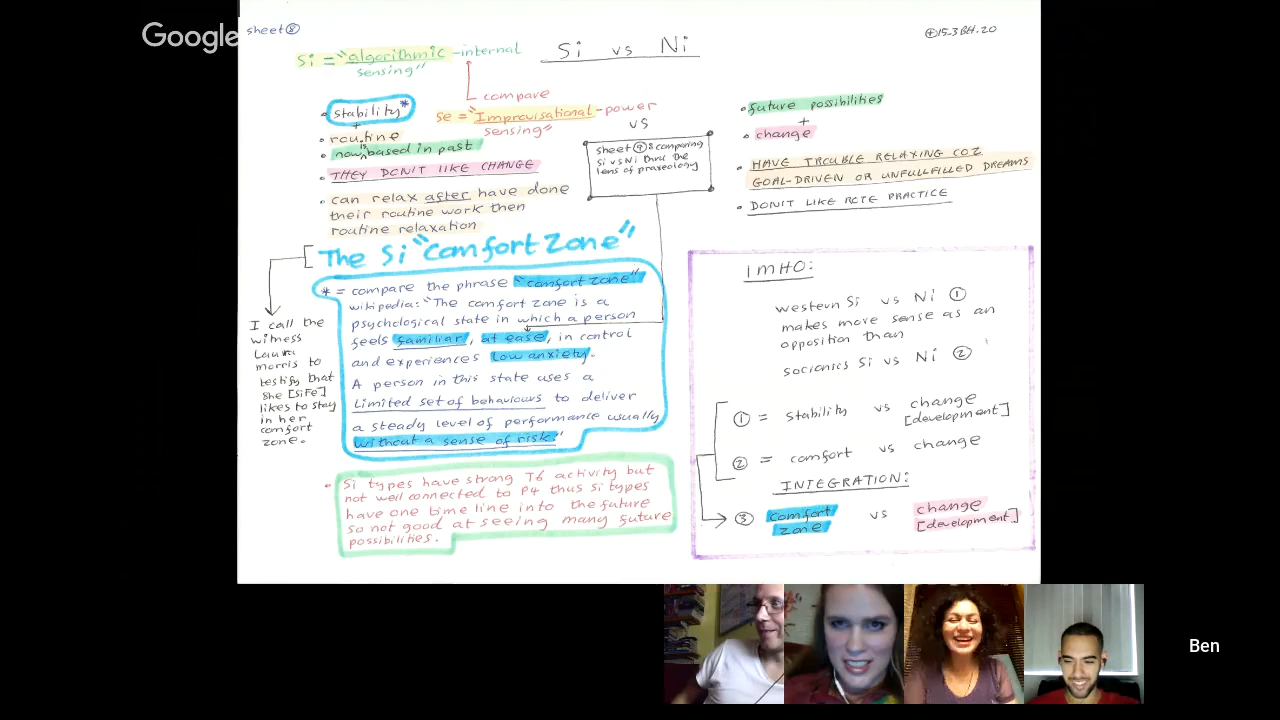 Google
sheet ⑧
⊕15-3BH.20
Si = "algorithmic -internal
sensing"
Si vs Ni
compare
se = "Improvisational -power
sensing"
vs
sheet ⑨: comparing
Si vs Ni thru the
lens of praxeology
• stability*
+
• routine
• now is based in past
• THEY DON'T LIKE CHANGE
• can relax after have done
their routine work then
routine relaxation
• future possibilities
+
• change
• HAVE TROUBLE RELAXING COZ
GOAL-DRIVEN OR UNFULLFILLED DREAMS
• DON'T LIKE ROTE PRACTICE
The Si "comfort zone"
* = compare the phrase "comfort zone"
wikipedia: "The comfort zone is a
psychological state in which a person
feels familiar, at ease, in control
and experiences low anxiety.
A person in this state uses a
limited set of behaviours to deliver
a steady level of performance usually
without a sense of risk."
I call the
witness
Laura
morris to
testify that
she [SiFe]
likes to stay
in her
comfort
zone.
• Si types have strong T6 activity but
not well connected to P4 thus Si types
have one time line into the future
so not good at seeing many future
possibilities.
IMHO:
western Si vs Ni ①
makes more sense as an
opposition than
socionics Si vs Ni ②
① = stability vs change
[development]
② = comfort vs change
INTEGRATION:
③ comfort vs change
zone [development]
Ben